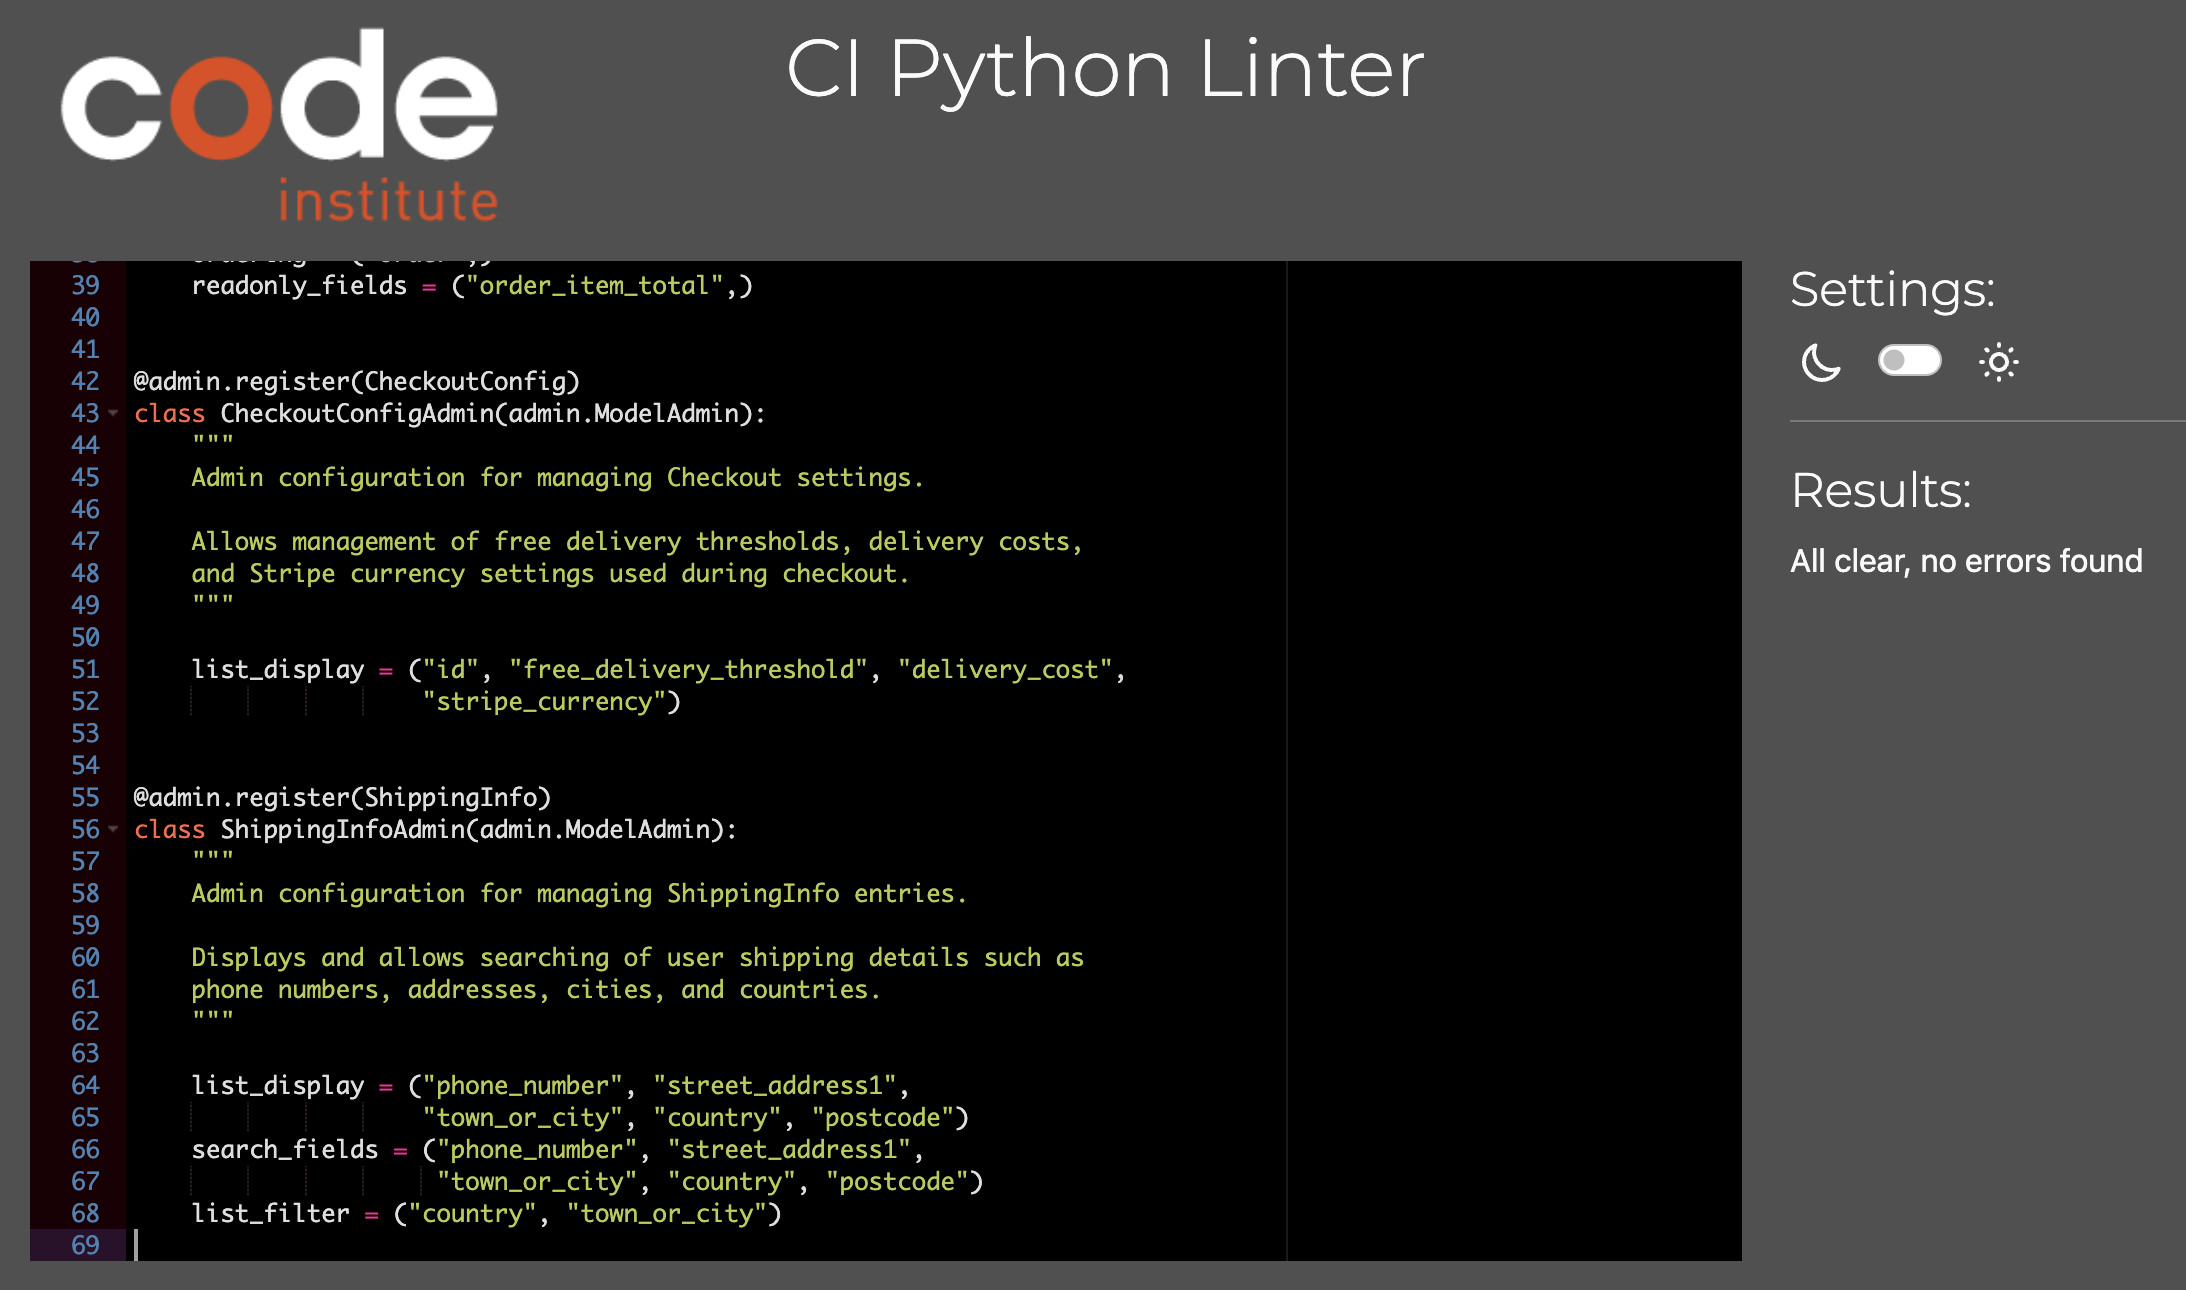 code
institute
CI Python Linter
39 readonly_fields = ("order_item_total",)
40
41
42 @admin.register(CheckoutConfig)
43 class CheckoutConfigAdmin(admin.ModelAdmin):
44 """
45 Admin configuration for managing Checkout settings.
46
47 Allows management of free delivery thresholds, delivery costs,
48 and Stripe currency settings used during checkout.
49 """
50
51 list_display = ("id", "free_delivery_threshold", "delivery_cost",
52 "stripe_currency")
53
54
55 @admin.register(ShippingInfo)
56 class ShippingInfoAdmin(admin.ModelAdmin):
57 """
58 Admin configuration for managing ShippingInfo entries.
59
60 Displays and allows searching of user shipping details such as
61 phone numbers, addresses, cities, and countries.
62 """
63
64 list_display = ("phone_number", "street_address1",
65 "town_or_city", "country", "postcode")
66 search_fields = ("phone_number", "street_address1",
67 "town_or_city", "country", "postcode")
68 list_filter = ("country", "town_or_city")
69
Settings:
Results:
All clear, no errors found